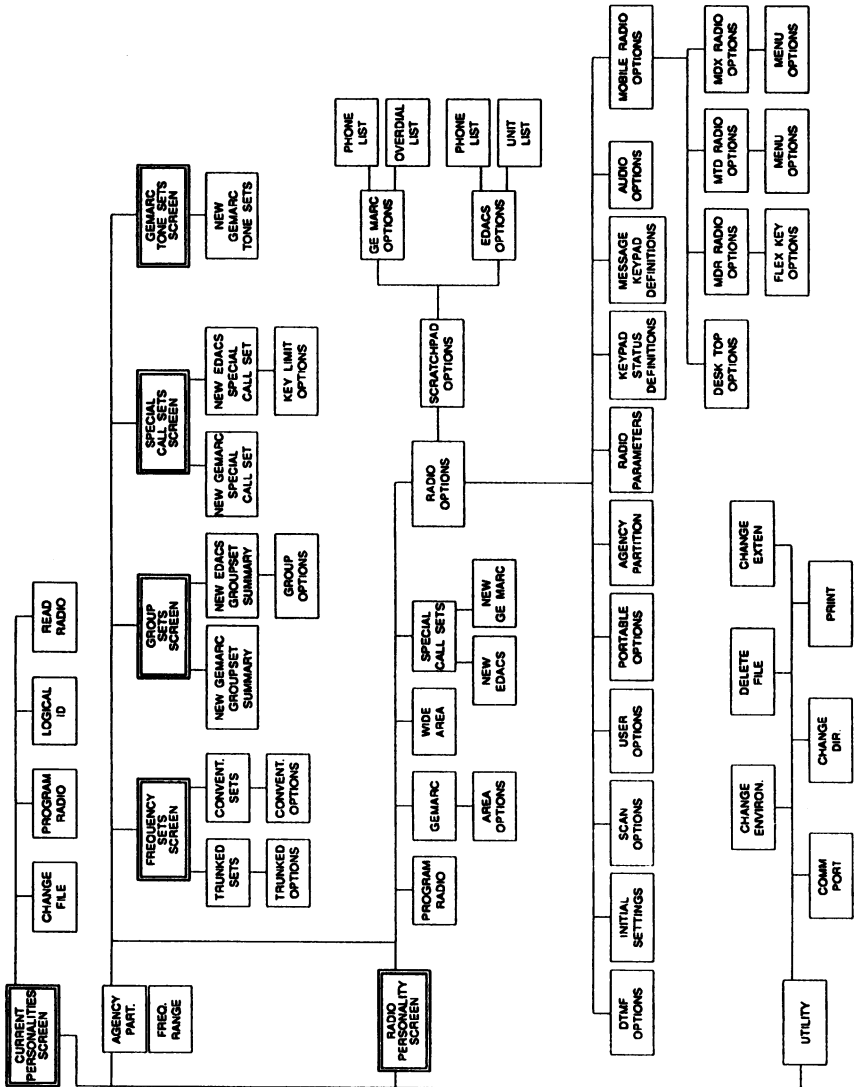 CURRENT
PERSONALITIES
SCREEN
CHANGE
FILE
PROGRAM
RADIO
LOGICAL
ID
READ
RADIO
AGENCY
PART.
FREQ.
RANGE
FREQUENCY
SETS
SCREEN
TRUNKED
SETS
TRUNKED
OPTIONS
CONVENT.
SETS
CONVENT.
OPTIONS
GROUP
SETS
SCREEN
NEW GEMARC
GROUPSET
SUMMARY
NEW EDACS
GROUPSET
SUMMARY
GROUP
OPTIONS
SPECIAL
CALL SETS
SCREEN
NEW GEMARC
SPECIAL
CALL SET
NEW EDACS
SPECIAL
CALL SET
KEY LIMIT
OPTIONS
GEMARC
TONE SETS
SCREEN
NEW
GEMARC
TONE SETS
RADIO
PERSONALITY
SCREEN
PROGRAM
RADIO
GEMARC
AREA
OPTIONS
WIDE
AREA
SPECIAL
CALL SETS
NEW
EDACS
NEW
GE MARC
RADIO
OPTIONS
SCRATCHPAD
OPTIONS
GE MARC
OPTIONS
PHONE
LIST
OVERDIAL
LIST
EDACS
OPTIONS
PHONE
LIST
UNIT
LIST
DTMF
OPTIONS
INITIAL
SETTINGS
SCAN
OPTIONS
USER
OPTIONS
PORTABLE
OPTIONS
AGENCY
PARTITION
RADIO
PARAMETERS
KEYPAD
STATUS
DEFINITIONS
MESSAGE
KEYPAD
DEFINITIONS
AUDIO
OPTIONS
MOBILE RADIO
OPTIONS
DESK TOP
OPTIONS
MDR RADIO
OPTIONS
FLEX KEY
OPTIONS
MTD RADIO
OPTIONS
MENU
OPTIONS
MDX RADIO
OPTIONS
MENU
OPTIONS
UTILITY
COMM
PORT
CHANGE
ENVIRON.
CHANGE
DIR.
DELETE
FILE
PRINT
CHANGE
EXTEN